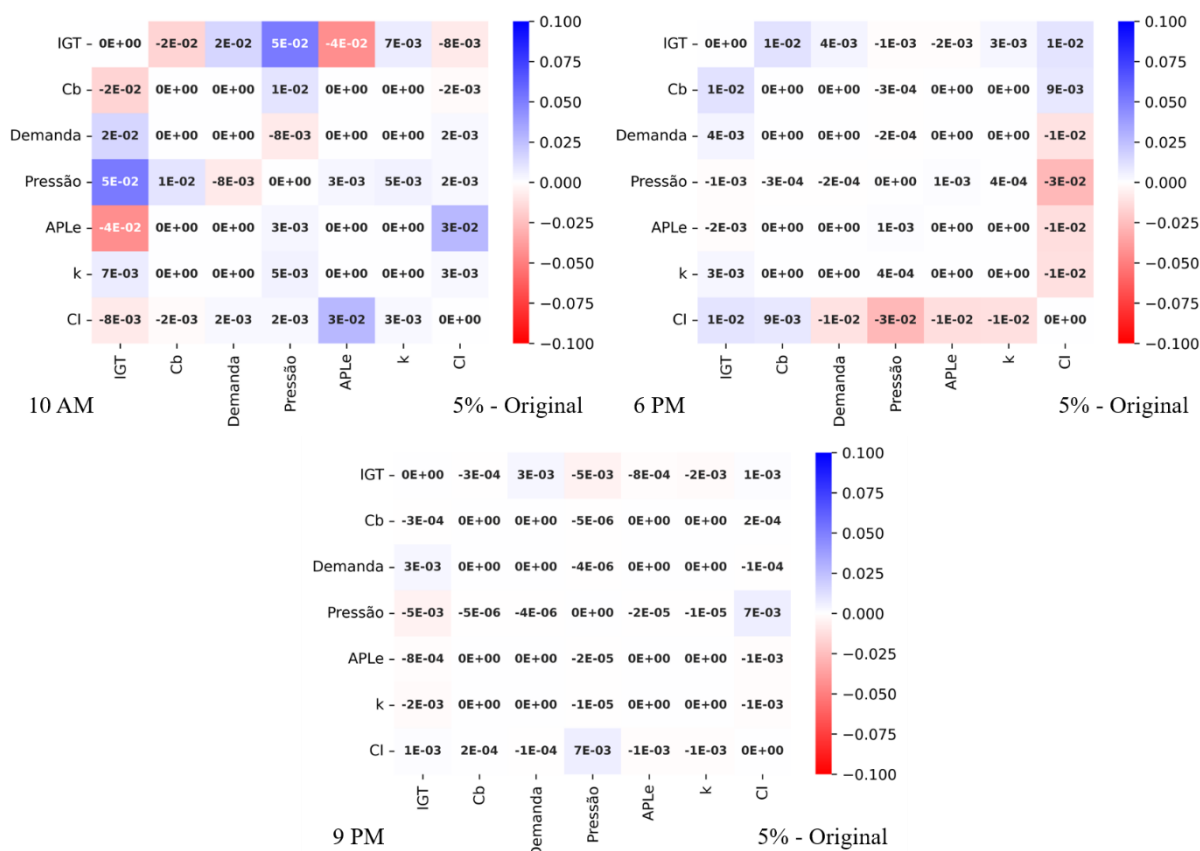 IGT 0E+00 -2E-02 2E-02 5E-02 -4E-02 7E-03 -8E-03
Cb -2E-02 0E+00 0E+00 1E-02 0E+00 0E+00 -2E-03
Demanda 2E-02 0E+00 0E+00 -8E-03 0E+00 0E+00 2E-03
Pressão 5E-02 1E-02 -8E-03 0E+00 3E-03 5E-03 2E-03
APLe -4E-02 0E+00 0E+00 3E-03 0E+00 0E+00 3E-02
k 7E-03 0E+00 0E+00 5E-03 0E+00 0E+00 3E-03
CI -8E-03 -2E-03 2E-03 2E-03 3E-02 3E-03 0E+00
IGT Cb Demanda Pressão APLe k CI
0.100
0.075
0.050
0.025
0.000
−0.025
−0.050
−0.075
−0.100
10 AM 5% - Original
IGT 0E+00 1E-02 4E-03 -1E-03 -2E-03 3E-03 1E-02
Cb 1E-02 0E+00 0E+00 -3E-04 0E+00 0E+00 9E-03
Demanda 4E-03 0E+00 0E+00 -2E-04 0E+00 0E+00 -1E-02
Pressão -1E-03 -3E-04 -2E-04 0E+00 1E-03 4E-04 -3E-02
APLe -2E-03 0E+00 0E+00 1E-03 0E+00 0E+00 -1E-02
k 3E-03 0E+00 0E+00 4E-04 0E+00 0E+00 -1E-02
CI 1E-02 9E-03 -1E-02 -3E-02 -1E-02 -1E-02 0E+00
IGT Cb Demanda Pressão APLe k CI
0.100
0.075
0.050
0.025
0.000
−0.025
−0.050
−0.075
−0.100
6 PM 5% - Original
IGT 0E+00 -3E-04 3E-03 -5E-03 -8E-04 -2E-03 1E-03
Cb -3E-04 0E+00 0E+00 -5E-06 0E+00 0E+00 2E-04
Demanda 3E-03 0E+00 0E+00 -4E-06 0E+00 0E+00 -1E-04
Pressão -5E-03 -5E-06 -4E-06 0E+00 -2E-05 -1E-05 7E-03
APLe -8E-04 0E+00 0E+00 -2E-05 0E+00 0E+00 -1E-03
k -2E-03 0E+00 0E+00 -1E-05 0E+00 0E+00 -1E-03
CI 1E-03 2E-04 -1E-04 7E-03 -1E-03 -1E-03 0E+00
IGT Cb Demanda Pressão APLe k CI
0.100
0.075
0.050
0.025
0.000
−0.025
−0.050
−0.075
−0.100
9 PM 5% - Original